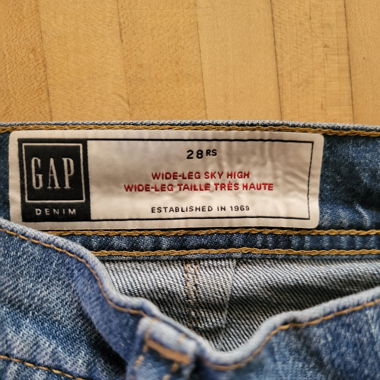 GAP
DENIM
28RS
WIDE-LEG SKY HIGH
WIDE-LEG TAILLE TRÈS HAUTE
ESTABLISHED IN 1969